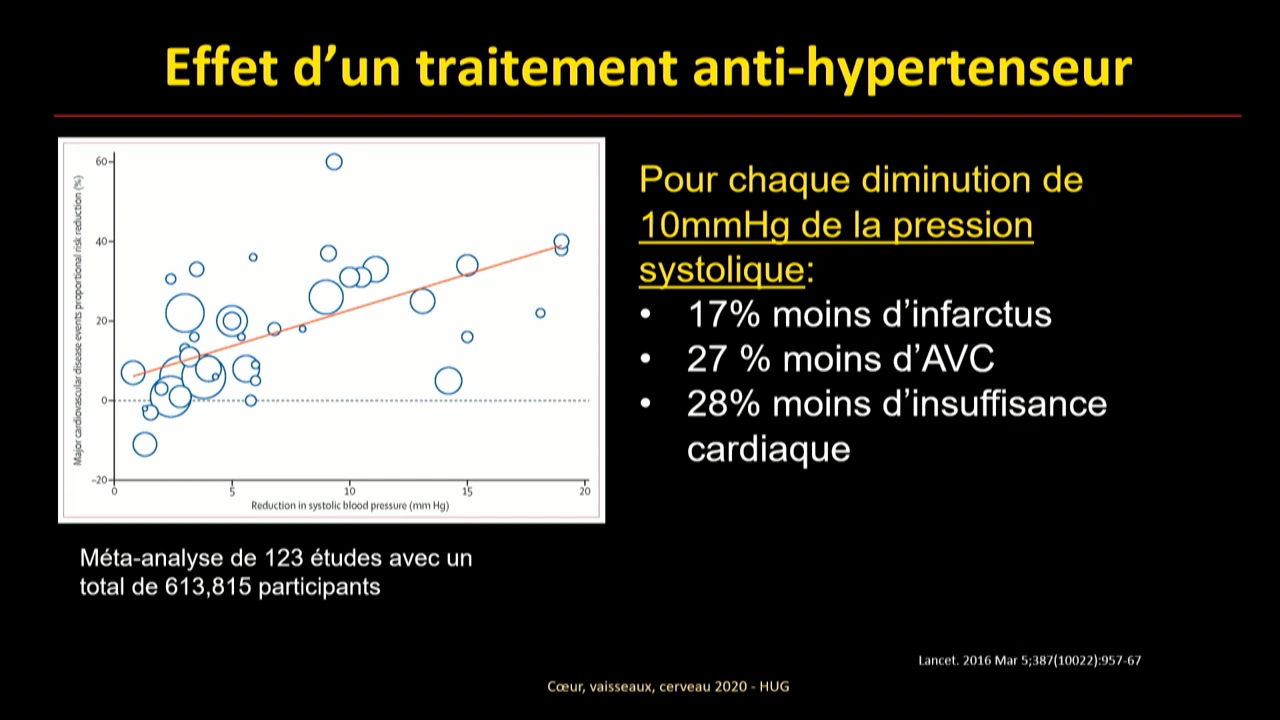 Effet d’un traitement anti-hypertenseur
Major cardiovascular disease events proportional risk reduction (%)
60
40
20
0
–20
0
5
10
15
20
Reduction in systolic blood pressure (mm Hg)
Pour chaque diminution de
10mmHg de la pression
systolique:
• 17% moins d’infarctus
• 27 % moins d’AVC
• 28% moins d’insuffisance
cardiaque
Méta-analyse de 123 études avec un
total de 613,815 participants
Lancet. 2016 Mar 5;387(10022):957-67
Cœur, vaisseaux, cerveau 2020 - HUG